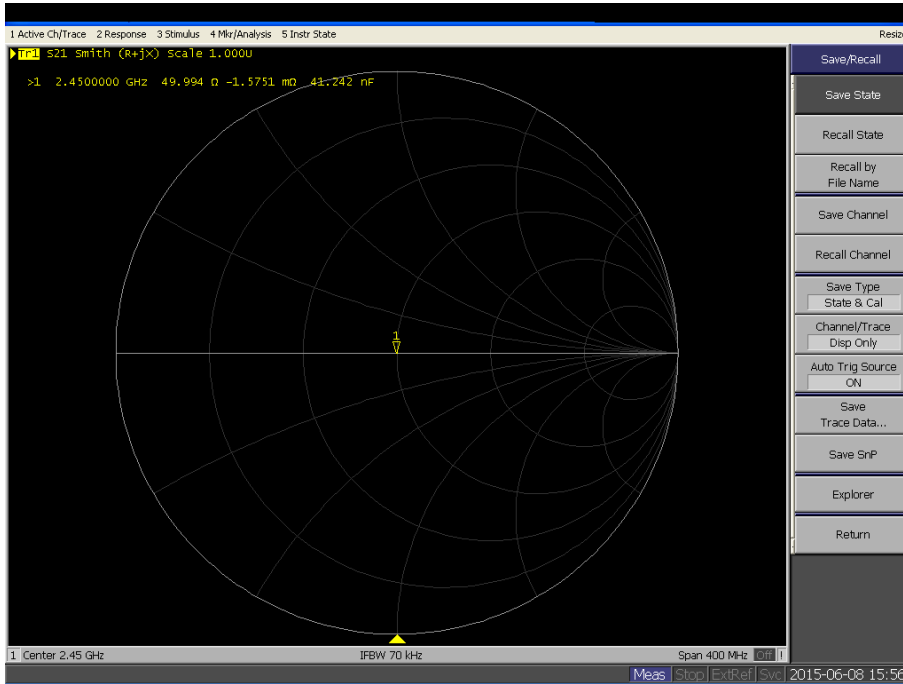 1 Active Ch/Trace 2 Response 3 Stimulus 4 Mkr/Analysis 5 Instr State
Tr1 S21 Smith (R+jX) Scale 1.000U
>1 2.4500000 GHz 49.994 Ω -1.5751 mΩ 41.242 nF
1
Save/Recall
Save State
Recall State
Recall by
File Name
Save Channel
Recall Channel
Save Type
State & Cal
Channel/Trace
Disp Only
Auto Trig Source
ON
Save
Trace Data...
Save SnP
Explorer
Return
1 Center 2.45 GHz IFBW 70 kHz Span 400 MHz Off !
Meas Stop ExtRef Svc 2015-06-08 15:56